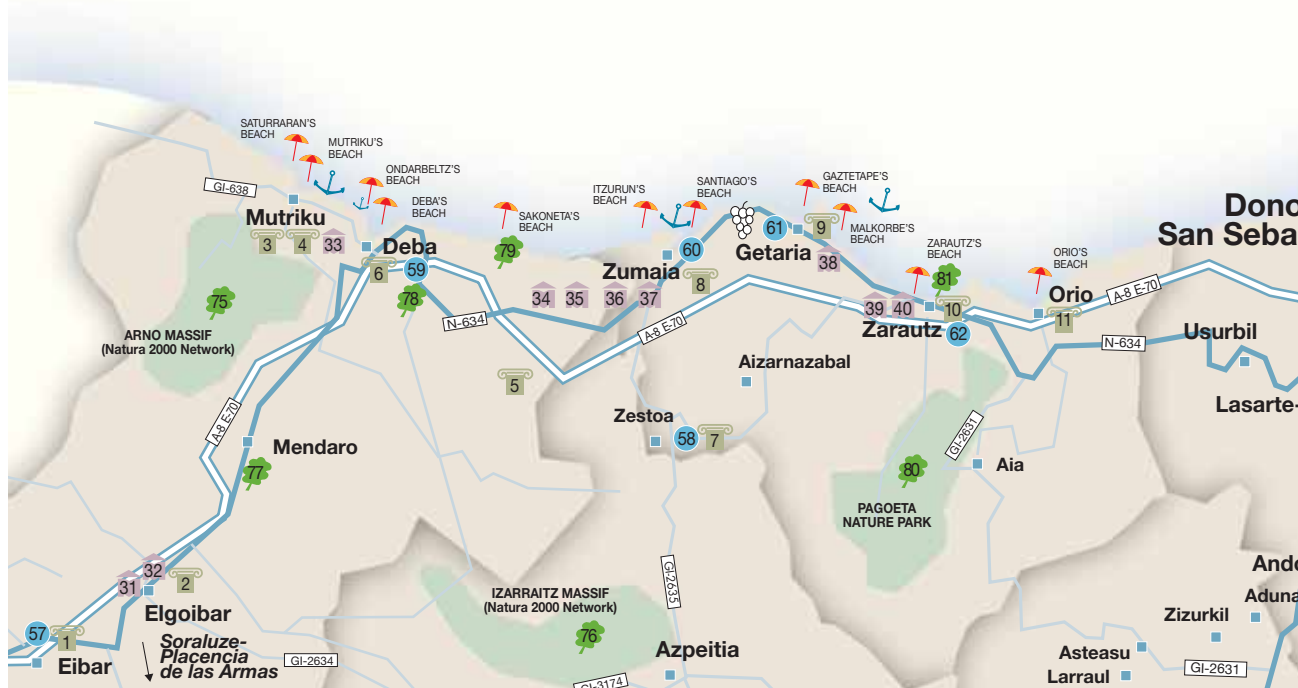 SATURRARAN'S
BEACH
MUTRIKU'S
BEACH
ONDARBELTZ'S
BEACH
DEBA'S
BEACH
SAKONETA'S
BEACH
ITZURUN'S
BEACH
SANTIAGO'S
BEACH
GAZTETAPE'S
BEACH
MALKORBE'S
BEACH
ZARAUTZ'S
BEACH
ORIO'S
BEACH
GI-638
Mutriku
3 4 33
Deba
6 59
79
78
75
ARNO MASSIF
(Natura 2000 Network)
N-634
34 35 36 37
Zumaia
60
8
61
Getaria
9
38
81
39 40
10
Zarautz
62
Orio
11
A-8 E-70
Dono
San Seba
N-634
Usurbil
Lasarte-
A-8 E-70
5
Aizarnazabal
Zestoa
58 7
A-8 E-70
Mendaro
77
GI-2631
Aia
80
PAGOETA
NATURE PARK
31 32 2
Elgoibar
57 1
Eibar
Soraluze-
Placencia
de las Armas
GI-2634
IZARRAITZ MASSIF
(Natura 2000 Network)
76
GI-2635
Azpeitia
GI-3174
Ando
Aduna
Zizurkil
Asteasu
Larraul
GI-2631